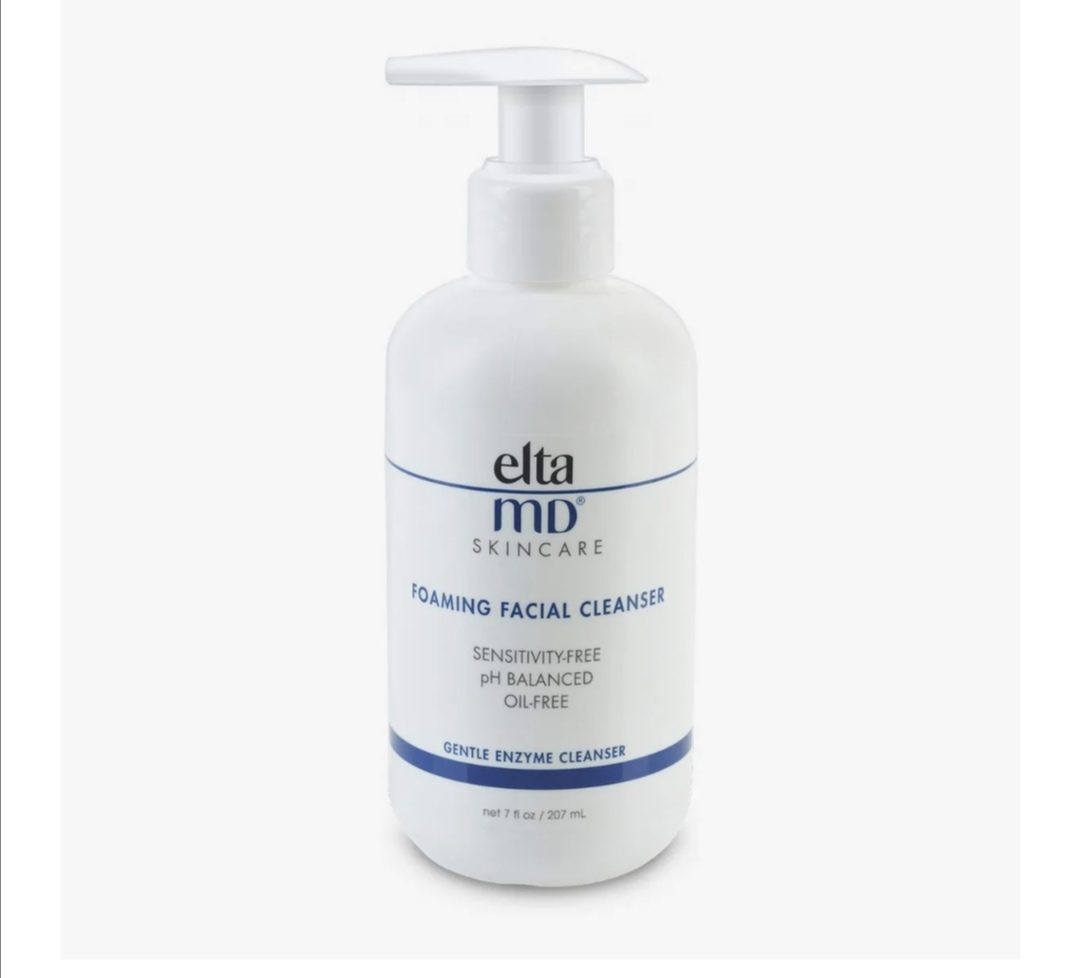 elta
MD®
SKINCARE
FOAMING FACIAL CLEANSER
SENSITIVITY-FREE
pH BALANCED
OIL-FREE
GENTLE ENZYME CLEANSER
net 7 fl oz / 207 mL